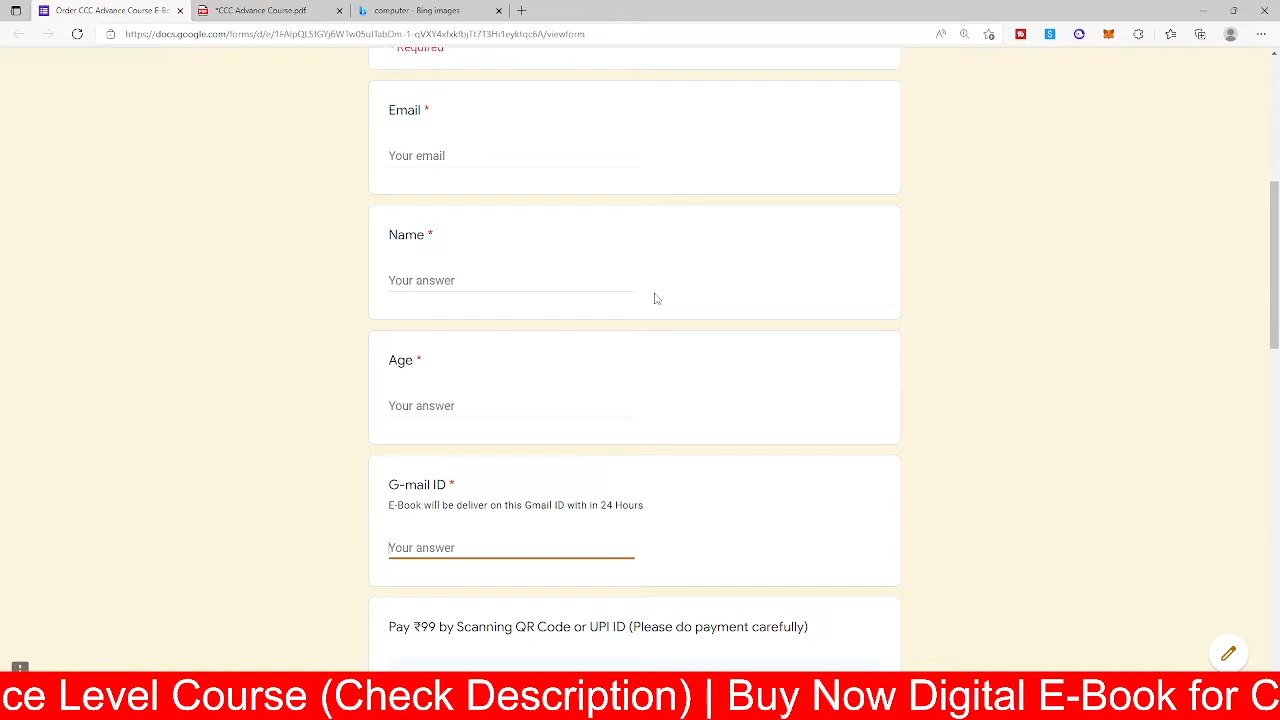 Order CCC Advance Course E-Bo
*CCC Advance Course.pdf
computer - Bing images
* Required
Email *
Your email
Name *
Your answer
Age *
Your answer
G-mail ID *
E-Book will be deliver on this Gmail ID with in 24 Hours
Your answer
Pay ₹99 by Scanning QR Code or UPI ID (Please do payment carefully)
ce Level Course (Check Description) | Buy Now Digital E-Book for C